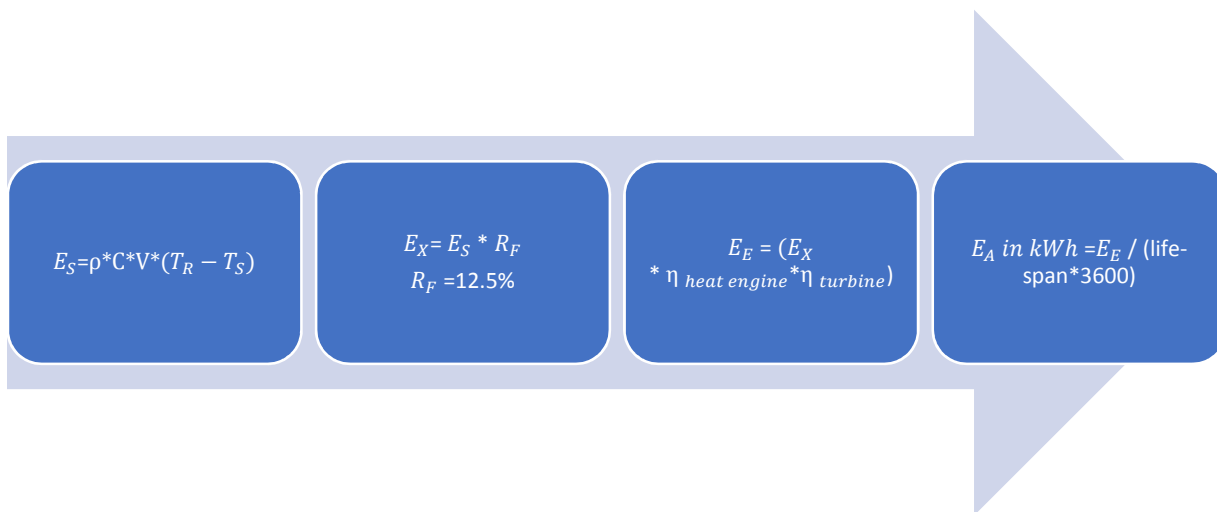 E_S=ρ*C*V*(T_R − T_S)
E_X= E_S * R_F
R_F =12.5%
E_E = (E_X
* η heat engine*η turbine)
E_A in kWh =E_E / (life-
span*3600)